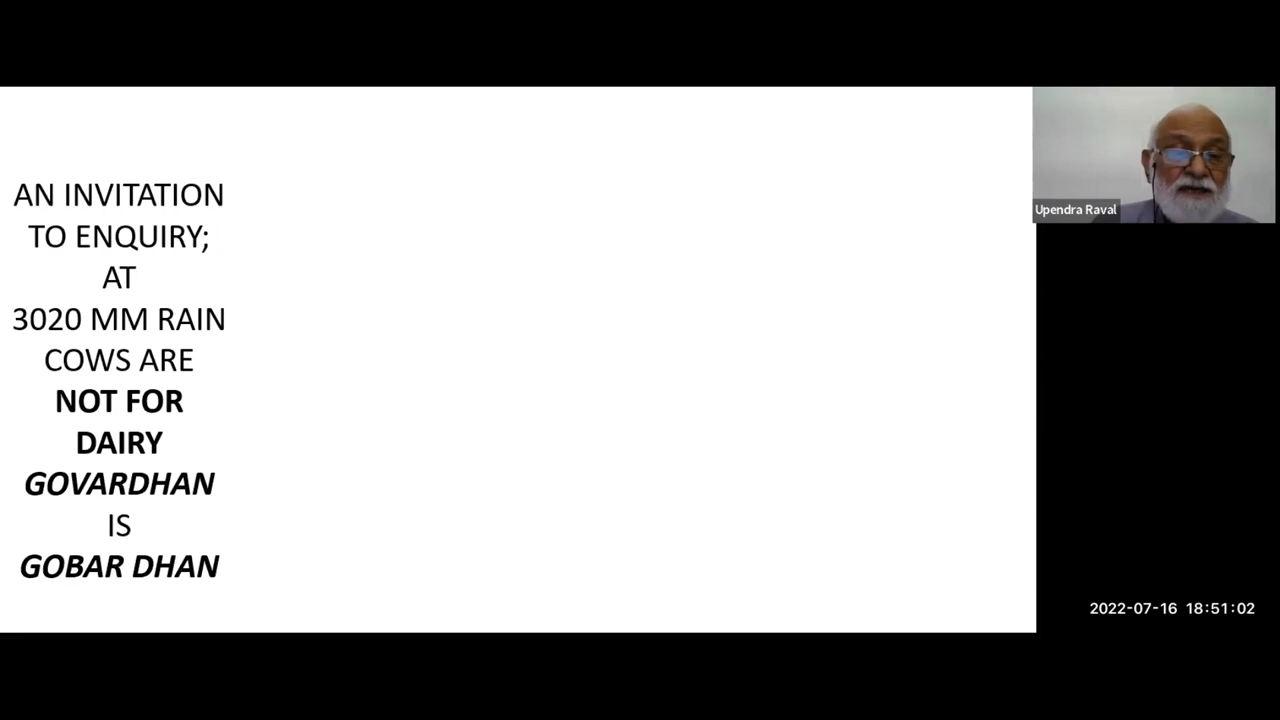 AN INVITATION
TO ENQUIRY;
AT
3020 MM RAIN
COWS ARE
NOT FOR
DAIRY
GOVARDHAN
IS
GOBAR DHAN
Upendra Raval
2022-07-16 18:51:02